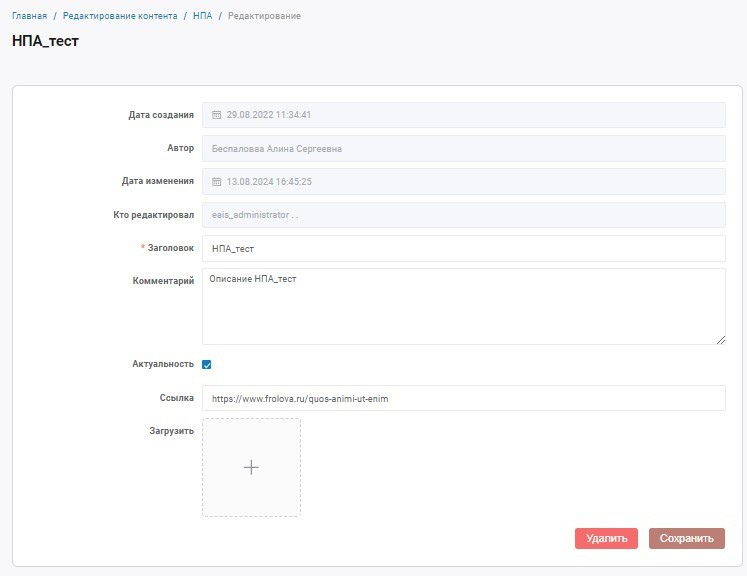 Главная / Редактирование контента / НПА / Редактирование
НПА_тест
Дата создания 29.08.2022 11:34:41
Автор Беспаловаа Алина Сергеевна
Дата изменения 13.08.2024 16:45:25
Кто редактировал eais_administrator . .
* Заголовок НПА_тест
Комментарий Описание НПА_тест
Актуальность
Ссылка https://www.frolova.ru/quos-animi-ut-enim
Загрузить
Удалить Сохранить